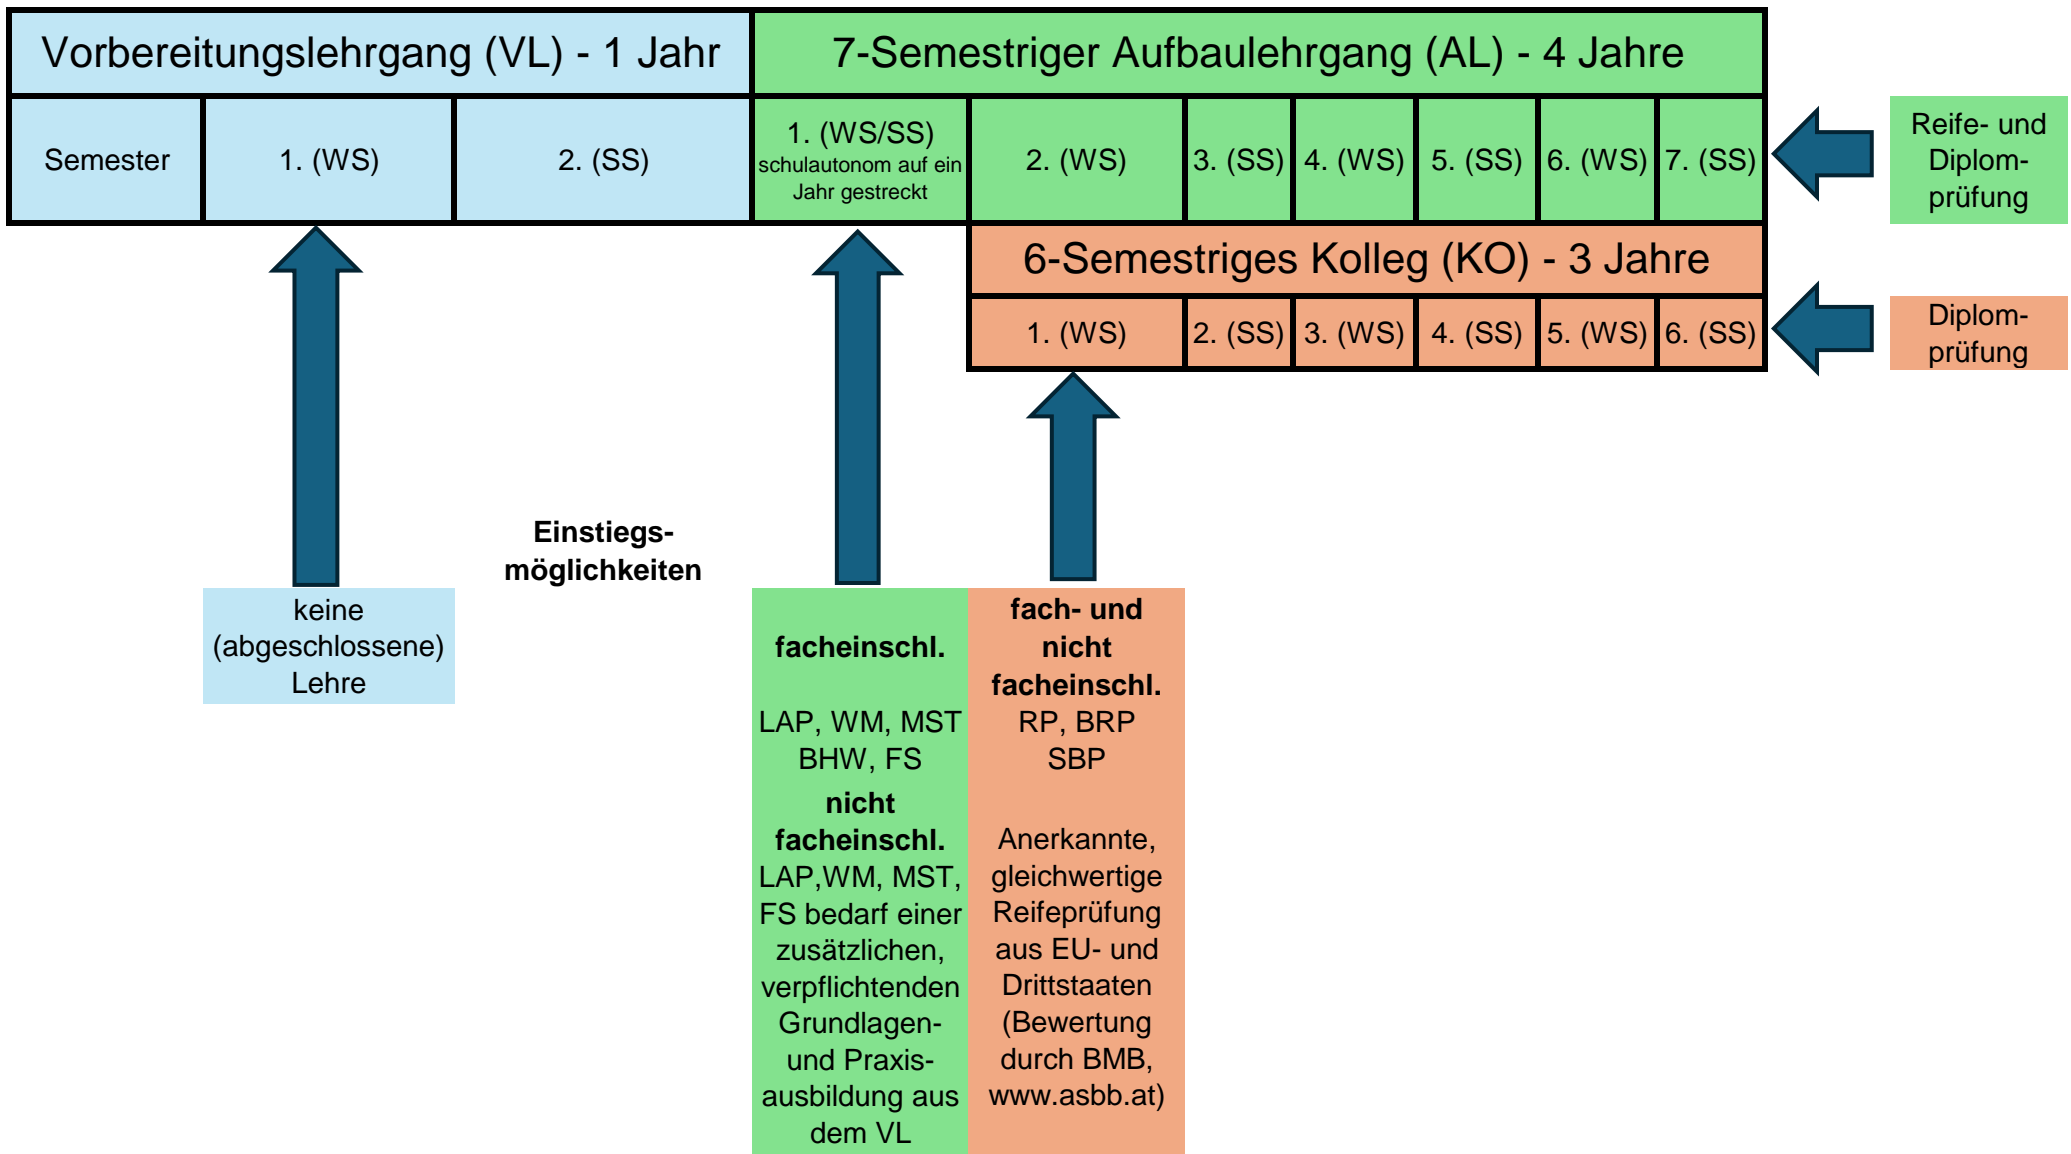 Vorbereitungslehrgang (VL) - 1 Jahr
7-Semestriger Aufbaulehrgang (AL) - 4 Jahre
Semester
1. (WS)
2. (SS)
1. (WS/SS)
schulautonom auf ein
Jahr gestreckt
2. (WS)
3. (SS)
4. (WS)
5. (SS)
6. (WS)
7. (SS)
Reife- und
Diplom-
prüfung
6-Semestriges Kolleg (KO) - 3 Jahre
1. (WS)
2. (SS)
3. (WS)
4. (SS)
5. (WS)
6. (SS)
Diplom-
prüfung
Einstiegs-
möglichkeiten
keine
(abgeschlossene)
Lehre
facheinschl.
LAP, WM, MST
BHW, FS
nicht
facheinschl.
LAP,WM, MST,
FS bedarf einer
zusätzlichen,
verpflichtenden
Grundlagen-
und Praxis-
ausbildung aus
dem VL
fach- und
nicht
facheinschl.
RP, BRP
SBP
Anerkannte,
gleichwertige
Reifeprüfung
aus EU- und
Drittstaaten
(Bewertung
durch BMB,
www.asbb.at)